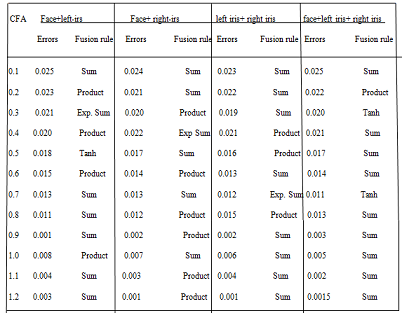 CFA Face+left-irs Face+ right-irs left iris+ right iris face+left iris+ right iris
Errors Fusion rule Errors Fusion rule Errors Fusion rule Errors Fusion rule
0.1 0.025 Sum 0.024 Sum 0.023 Sum 0.025 Sum
0.2 0.023 Product 0.021 Sum 0.022 Sum 0.022 Product
0.3 0.021 Exp. Sum 0.020 Product 0.019 Sum 0.020 Tanh
0.4 0.020 Product 0.022 Exp Sum 0.021 Product 0.021 Sum
0.5 0.018 Tanh 0.017 Sum 0.016 Product 0.017 Sum
0.6 0.015 Product 0.014 Product 0.013 Sum 0.014 Sum
0.7 0.013 Sum 0.013 Sum 0.012 Exp. Sum 0.011 Tanh
0.8 0.011 Sum 0.012 Product 0.015 Product 0.013 Sum
0.9 0.001 Sum 0.002 Product 0.002 Sum 0.003 Sum
1.0 0.008 Product 0.007 Sum 0.006 Sum 0.005 Sum
1.1 0.004 Sum 0.003 Product 0.004 Sum 0.002 Sum
1.2 0.003 Sum 0.001 Product 0.001 Sum 0.0015 Sum